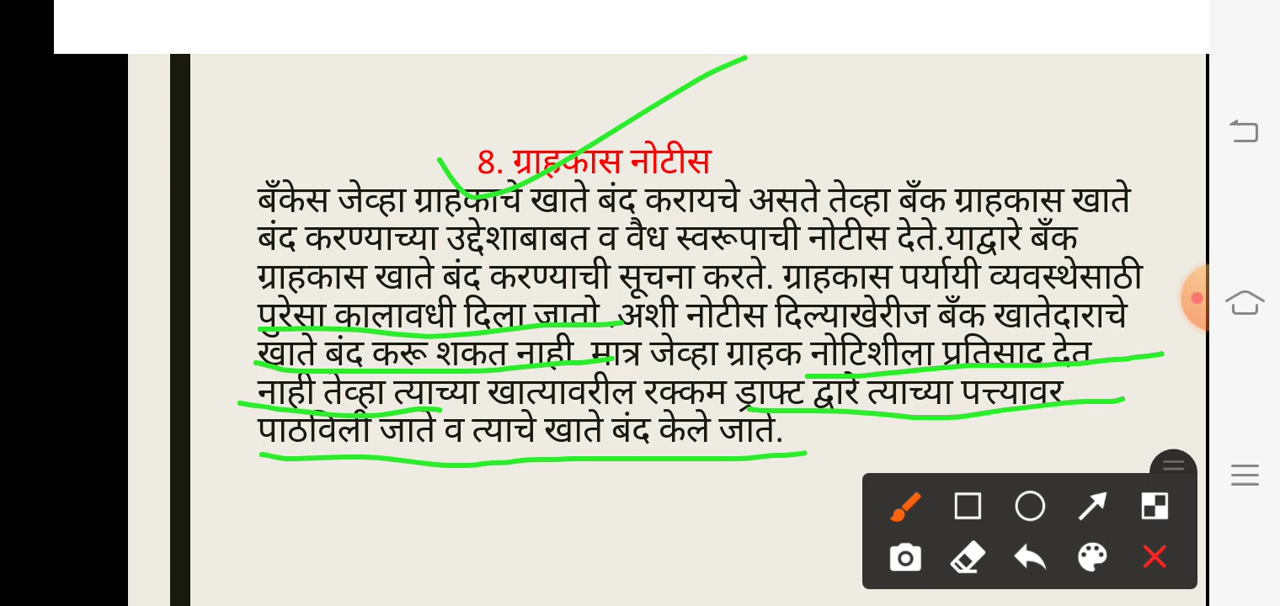 8. ग्राहकास नोटीस
बँकेस जेव्हा ग्राहकाचे खाते बंद करायचे असते तेव्हा बँक ग्राहकास खाते
बंद करण्याच्या उद्देशाबाबत व वैध स्वरूपाची नोटीस देते.याद्वारे बँक
ग्राहकास खाते बंद करण्याची सूचना करते. ग्राहकास पर्यायी व्यवस्थेसाठी
पुरेसा कालावधी दिला जातो .अशी नोटीस दिल्याखेरीज बँक खातेदाराचे
खाते बंद करू शकत नाही. मात्र जेव्हा ग्राहक नोटिशीला प्रतिसाद देत
नाही तेव्हा त्याच्या खात्यावरील रक्कम ड्राफ्ट द्वारे त्याच्या पत्त्यावर
पाठविली जाते व त्याचे खाते बंद केले जाते.